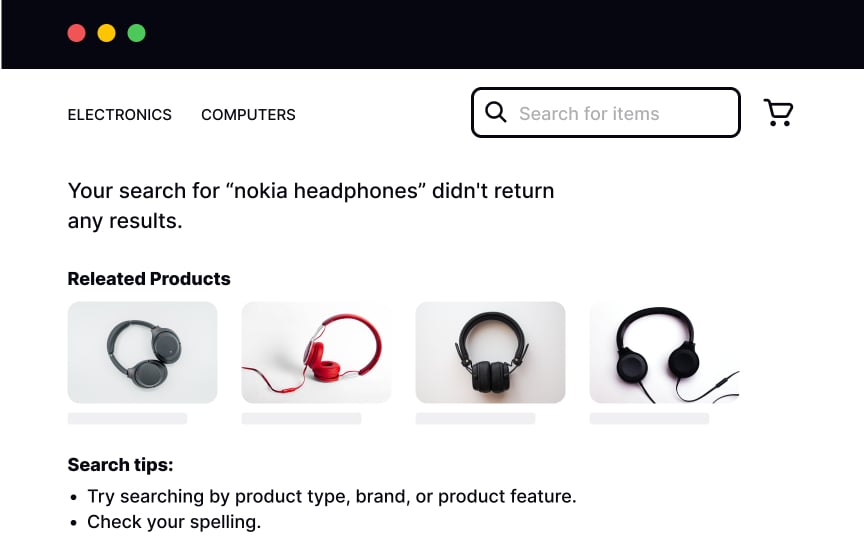 ELECTRONICS COMPUTERS Search for items
Your search for “nokia headphones” didn't return
any results.
Releated Products
Search tips:
• Try searching by product type, brand, or product feature.
• Check your spelling.